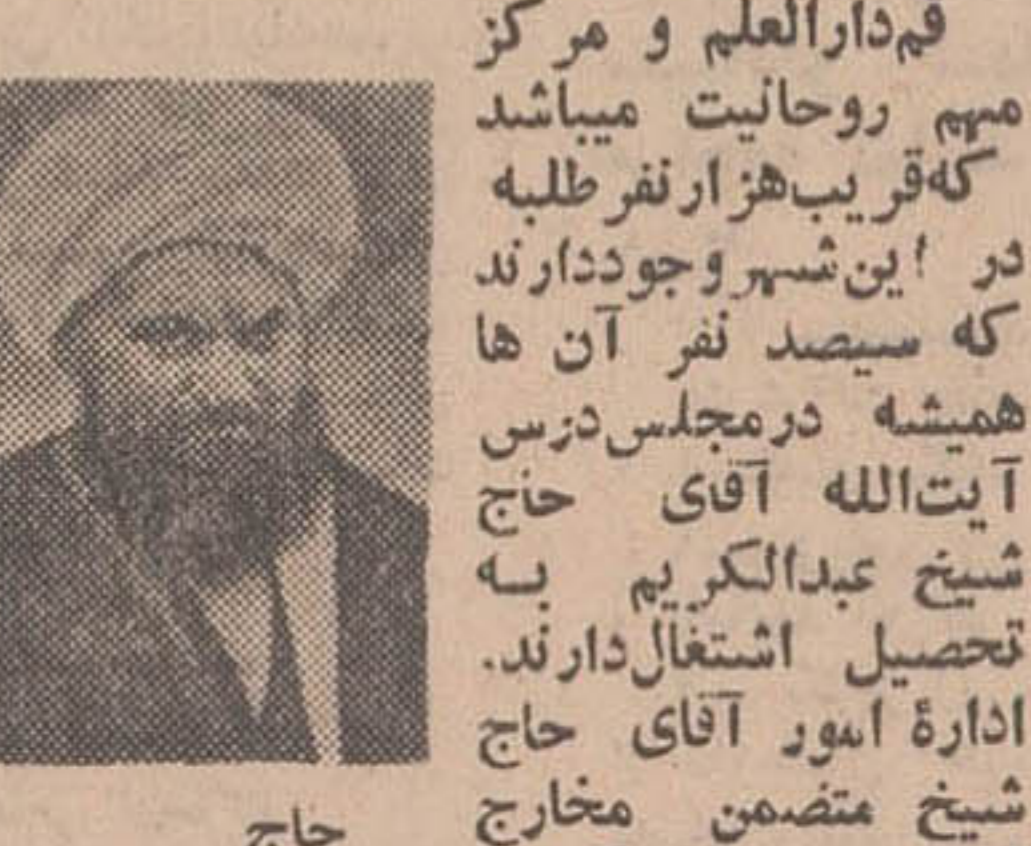 قم‌دارالعلم و مرکز
مهم روحانیت میباشد
که‌قریب‌هزار نفر طلبه
در این‌شهر وجوددارند
که سیصد نفر آن ها
همیشه درمجلس‌درس
آیت‌الله آقای حاج
شیخ عبدالکریم به
تحصیل اشتغال‌دارند.
ادارهٔ امور آقای حاج
شیخ متضمن مخارج
حاج